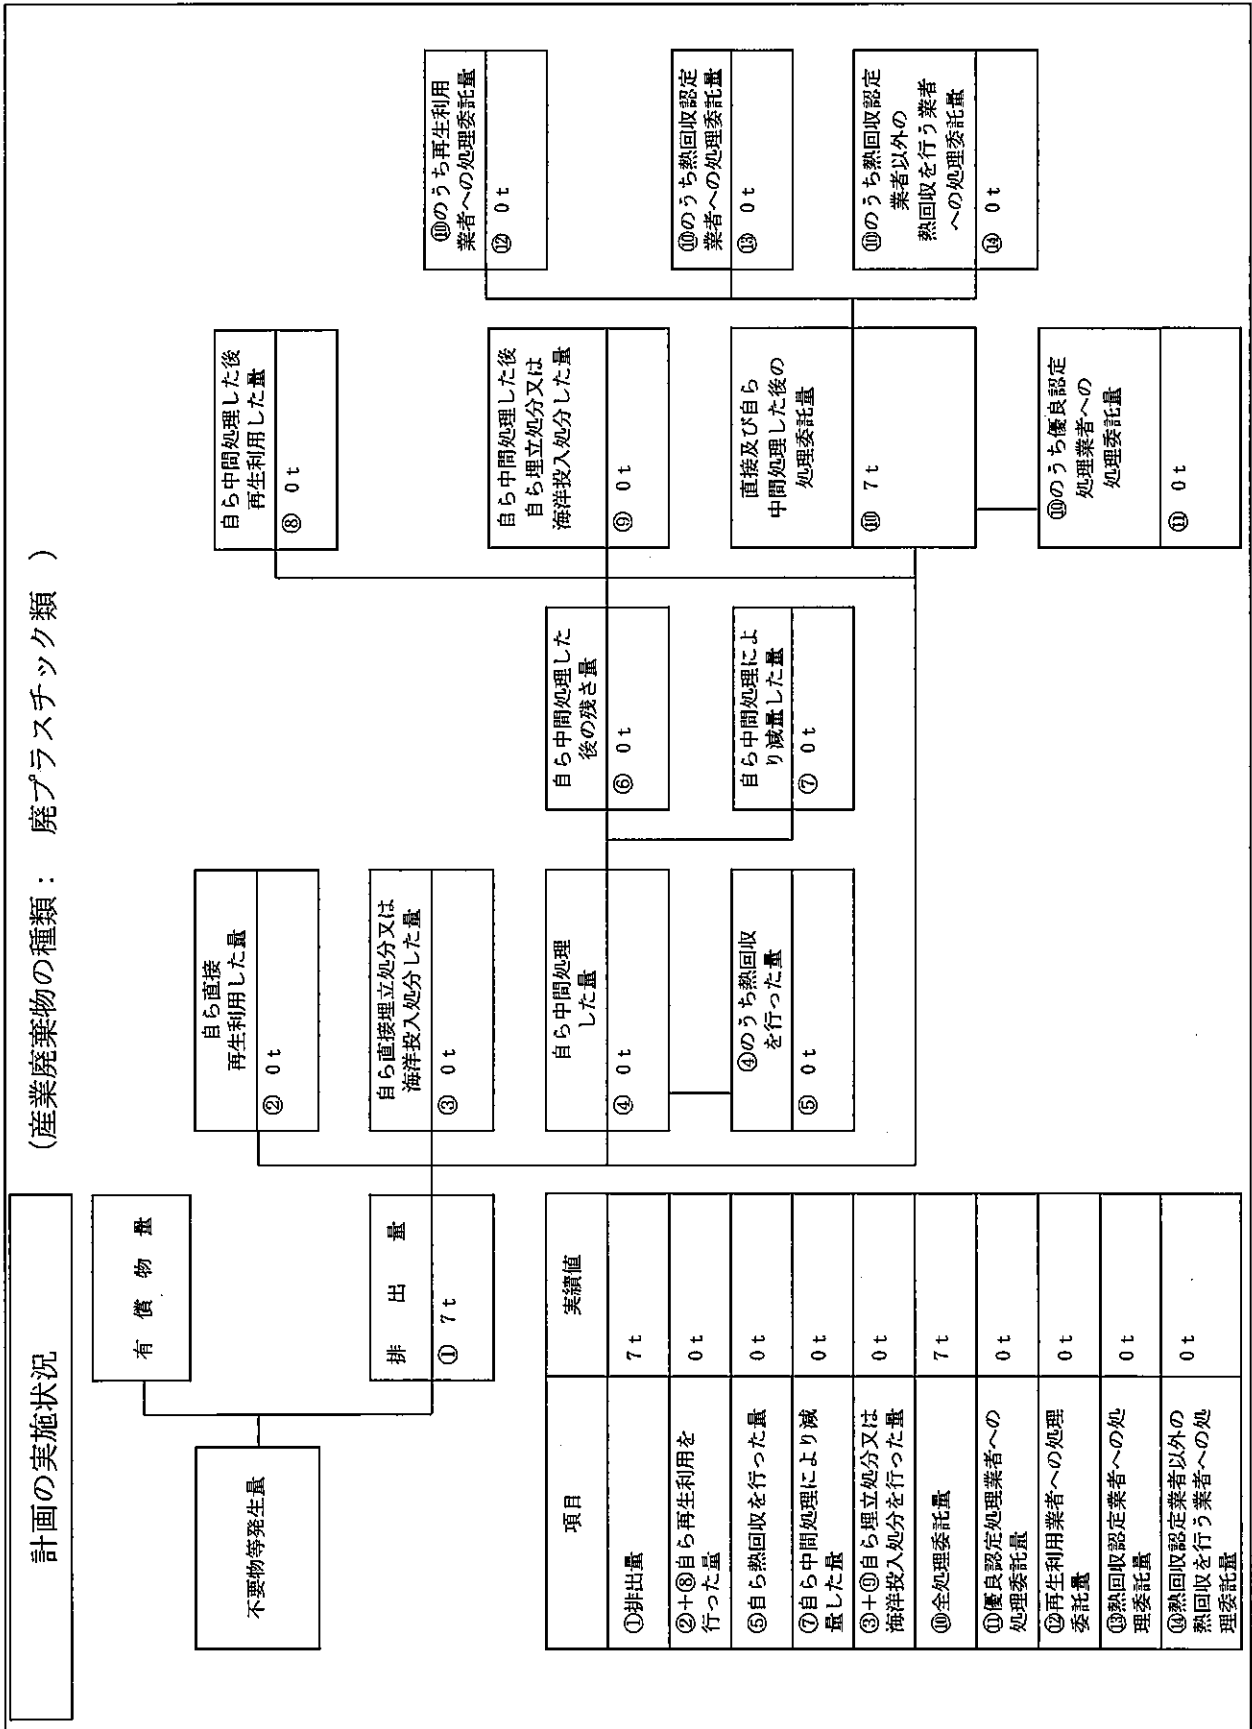 計画の実施状況
(産業廃棄物の種類： 廃プラスチック類 )
不要物等発生量
有償物量
排出量
① 7t
自ら直接
再生利用した量
② 0t
自ら直接埋立処分又は
海洋投入処分した量
③ 0t
自ら中間処理
した量
④ 0t
④のうち熱回収
を行った量
⑤ 0t
自ら中間処理した
後の残さ量
⑥ 0t
自ら中間処理によ
り減量した量
⑦ 0t
自ら中間処理した後
再生利用した量
⑧ 0t
自ら中間処理した後
自ら埋立処分又は
海洋投入処分した量
⑨ 0t
直接及び自ら
中間処理した後の
処理委託量
⑩ 7t
⑩のうち優良認定
処理業者への
処理委託量
⑪ 0t
⑩のうち再生利用
業者への処理委託量
⑫ 0t
⑩のうち熱回収認定
業者への処理委託量
⑬ 0t
⑩のうち熱回収認定
業者以外の
熱回収を行う業者
への処理委託量
⑭ 0t
項目 実績値
①排出量 7t
②+⑧自ら再生利用を
行った量 0t
⑤自ら熱回収を行った量 0t
⑦自ら中間処理により減
量した量 0t
③+⑨自ら埋立処分又は
海洋投入処分を行った量 0t
⑩全処理委託量 7t
⑪優良認定処理業者への
処理委託量 0t
⑫再生利用業者への処理
委託量 0t
⑬熱回収認定業者への処
理委託量 0t
⑭熱回収認定業者以外の
熱回収を行う業者への処
理委託量 0t